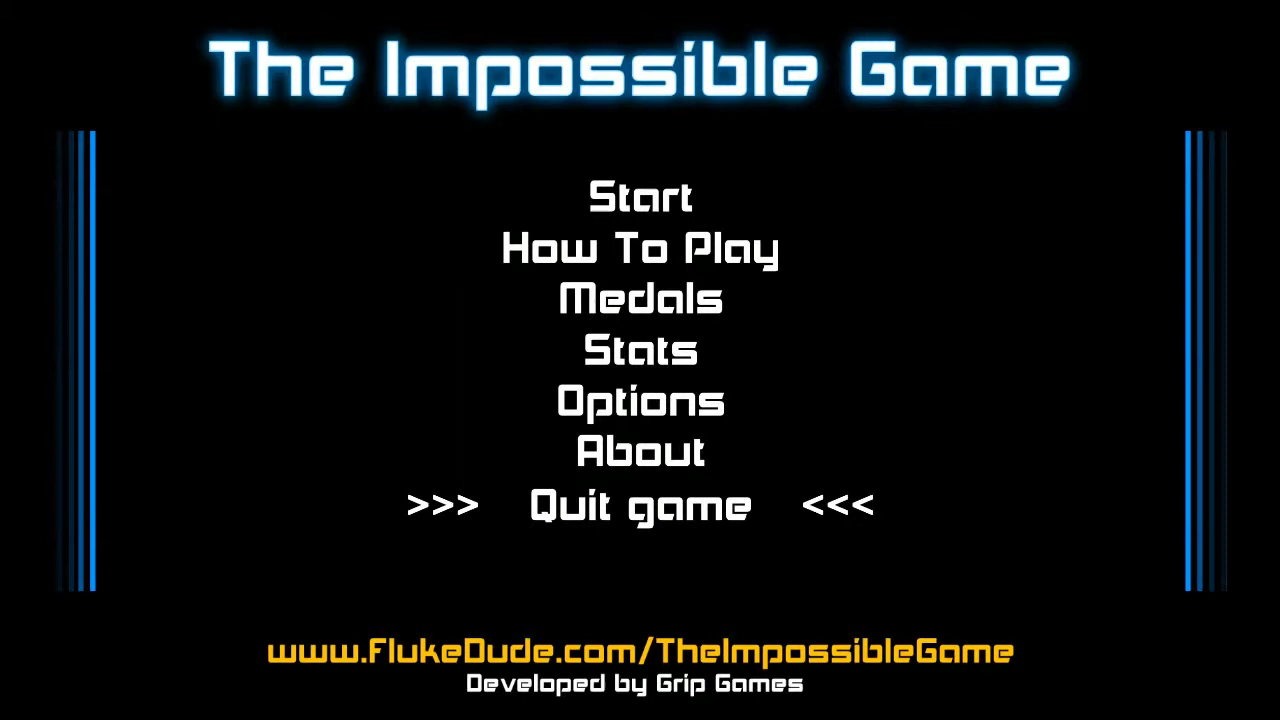 The Impossible Game
Start
How To Play
Medals
Stats
Options
About
>>> Quit game <<<
www.FlukeDude.com/TheImpossibleGame
Developed by Grip Games